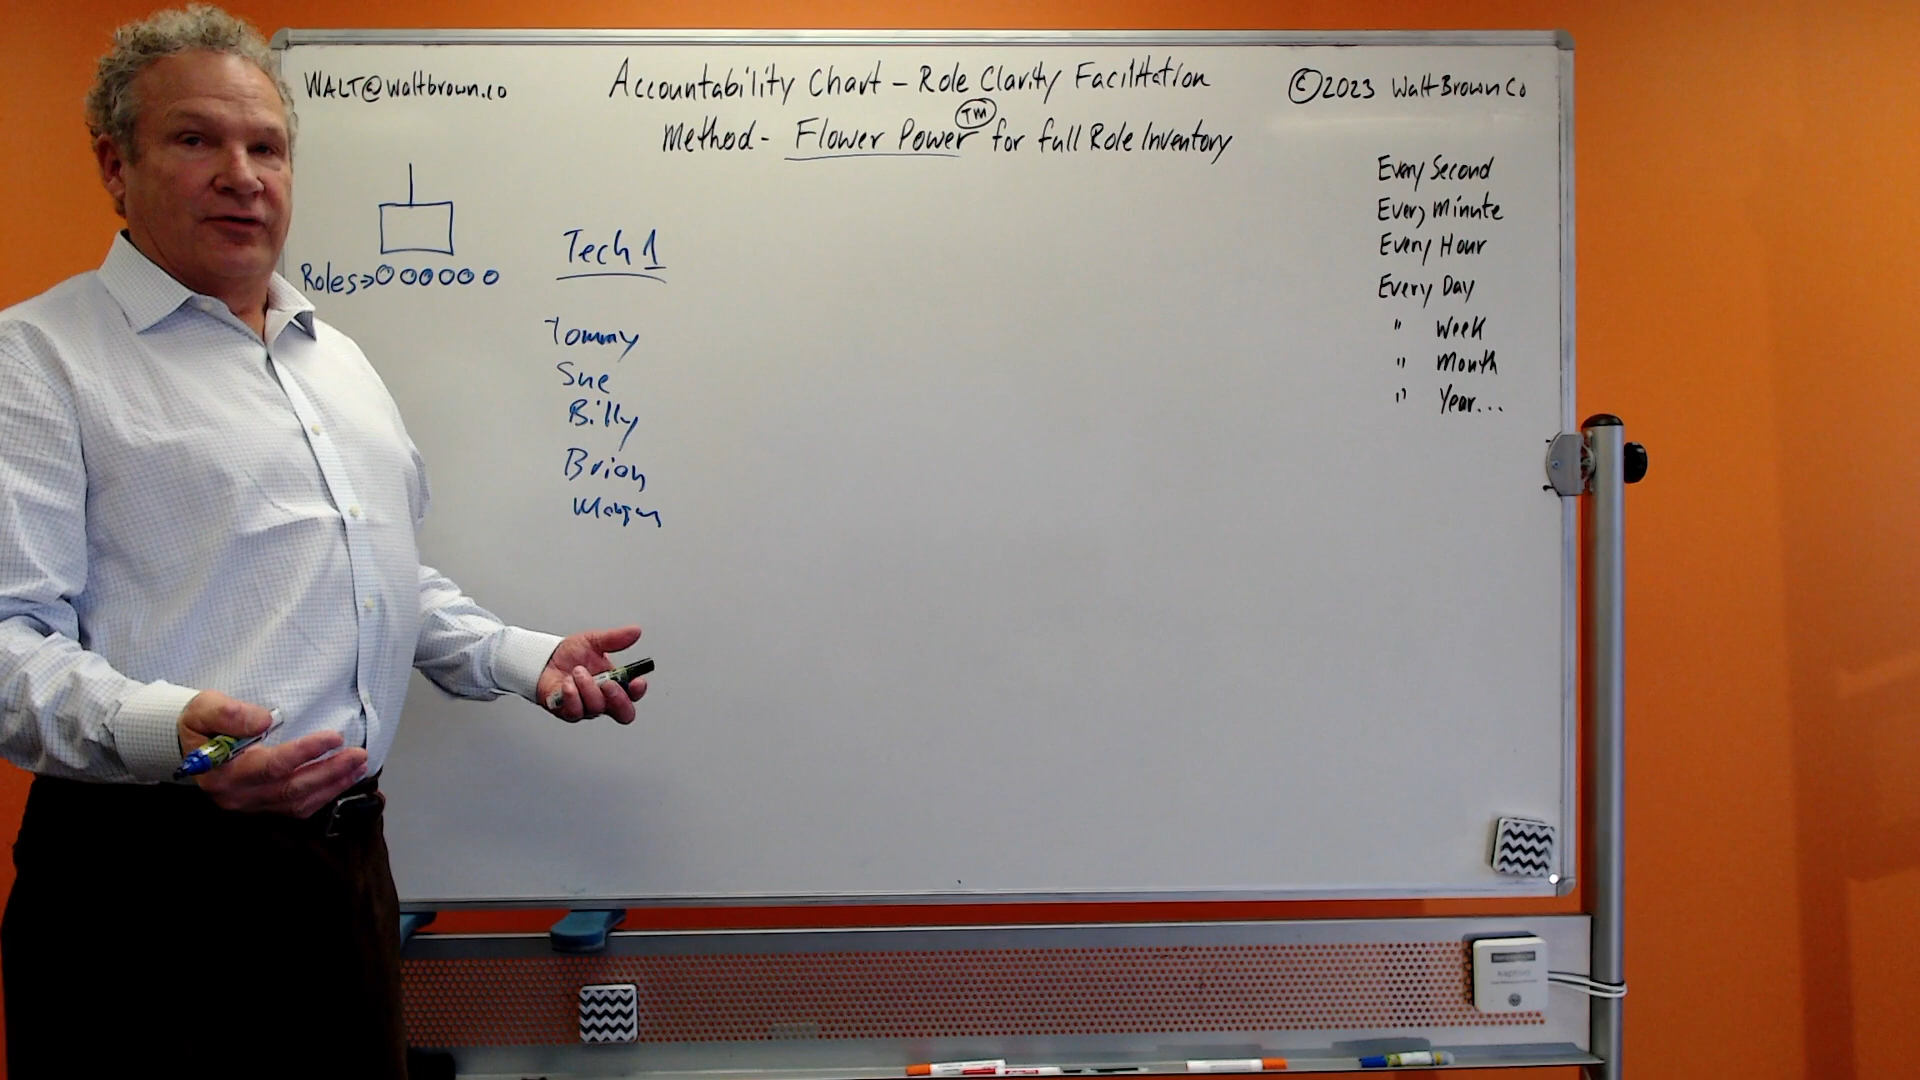 WALT@waltbrown.co
Accountability Chart - Role Clarity Facilitation
Method - Flower Power TM for full Role Inventory
©2023 WaltBrownCo
Every Second
Every Minute
Every Hour
Every Day
" Week
" Month
" Year...
Roles
Tech 1
Tommy
Sue
Billy
Brian